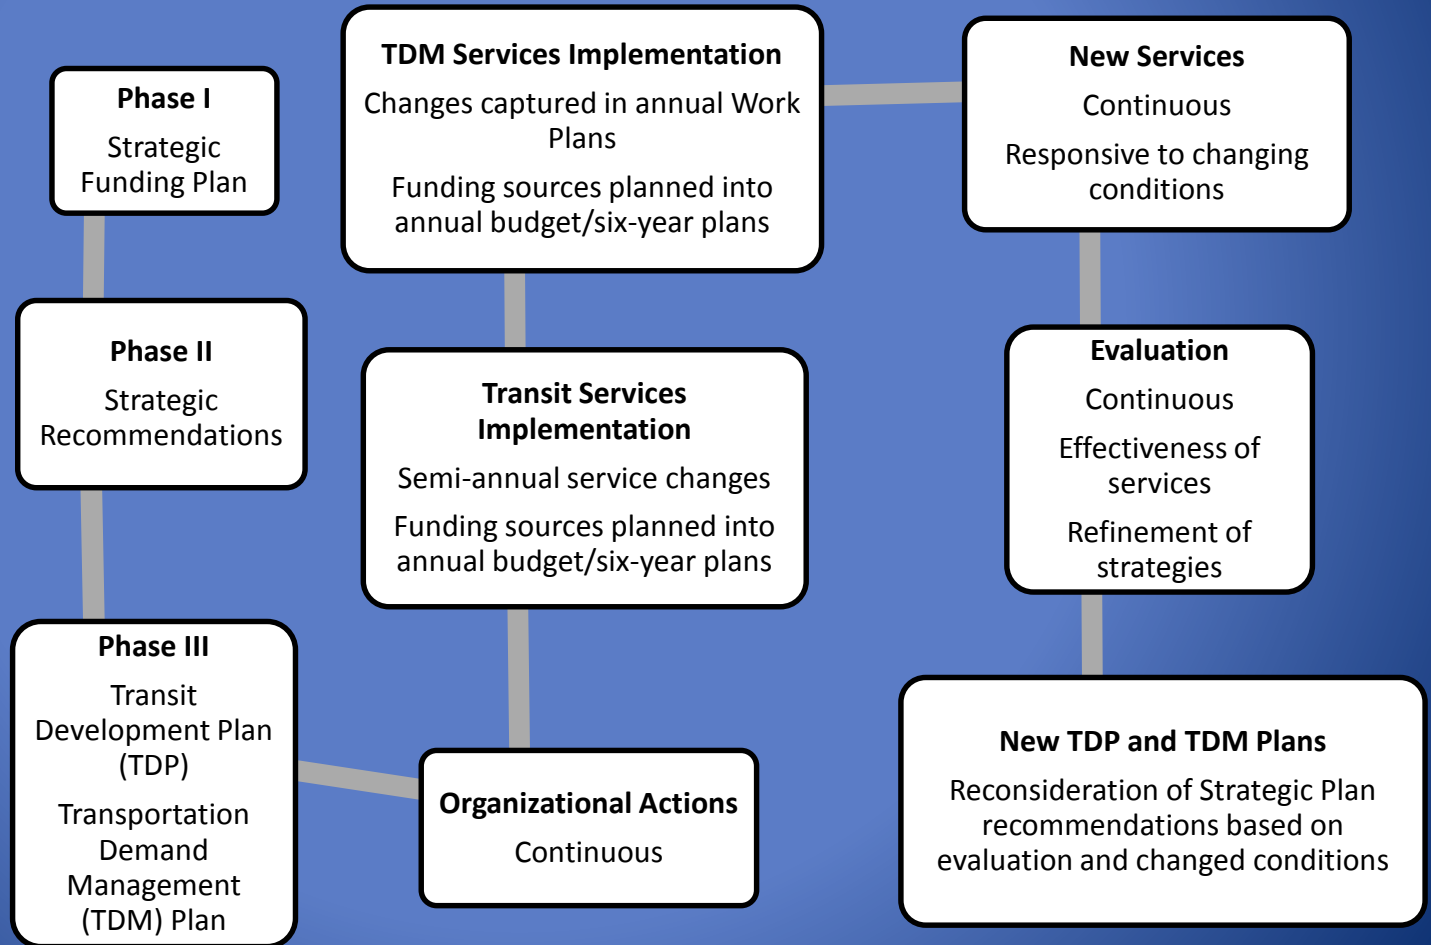 Phase I
Strategic
Funding Plan
Phase II
Strategic
Recommendations
Phase III
Transit
Development Plan
(TDP)
Transportation
Demand
Management
(TDM) Plan
Organizational Actions
Continuous
Transit Services
Implementation
Semi-annual service changes
Funding sources planned into
annual budget/six-year plans
TDM Services Implementation
Changes captured in annual Work
Plans
Funding sources planned into
annual budget/six-year plans
New Services
Continuous
Responsive to changing
conditions
Evaluation
Continuous
Effectiveness of
services
Refinement of
strategies
New TDP and TDM Plans
Reconsideration of Strategic Plan
recommendations based on
evaluation and changed conditions